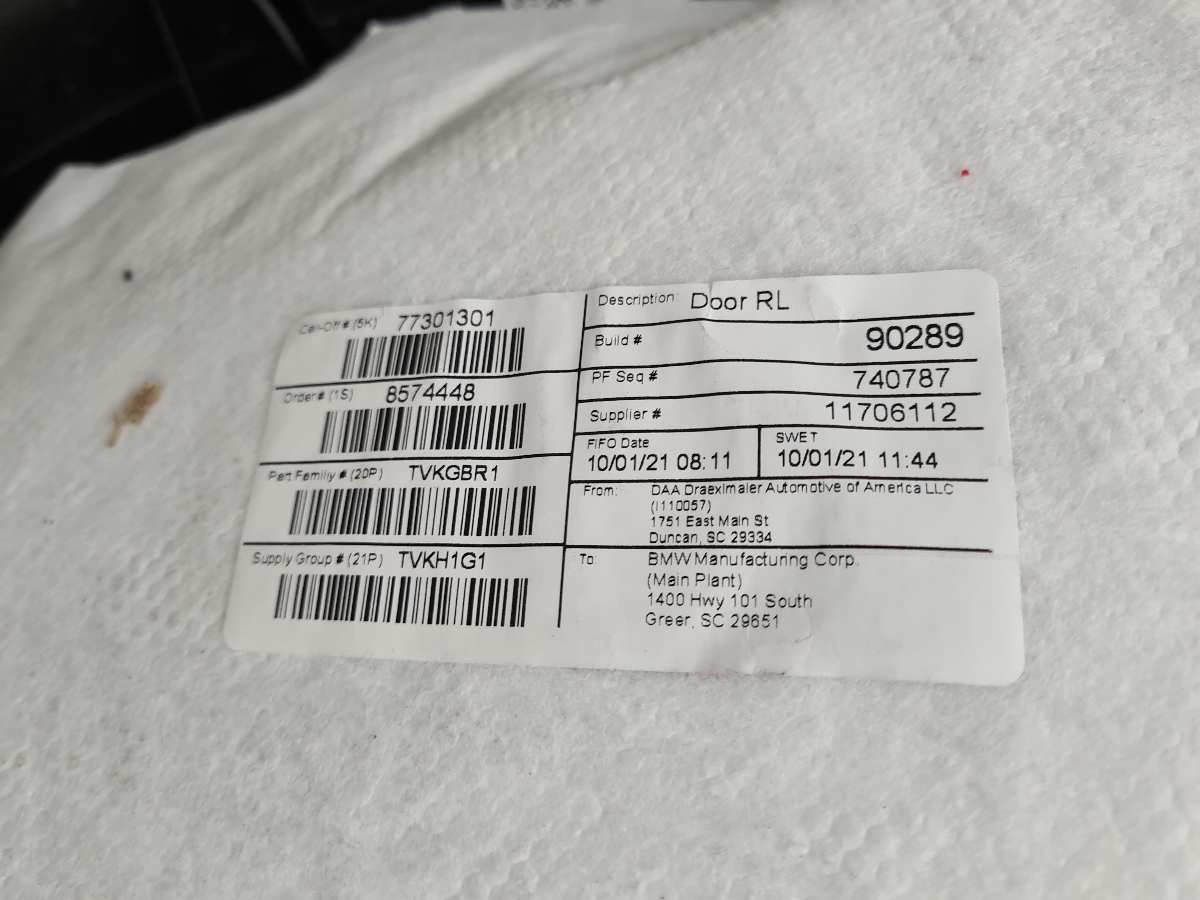 Call-Off # (5K) 77301301
Order# (1S) 8574448
Part Family # (20P) TVKGBR1
Supply Group # (21P) TVKH1G1
Description: Door RL
Build # 90289
PF Seq # 740787
Supplier # 11706112
FIFO Date
10/01/21 08:11
SWET
10/01/21 11:44
From: DAA Draexlmaier Automotive of America LLC
(I110057)
1751 East Main St
Duncan, SC 29334
To: BMW Manufacturing Corp.
(Main Plant)
1400 Hwy 101 South
Greer, SC 29651